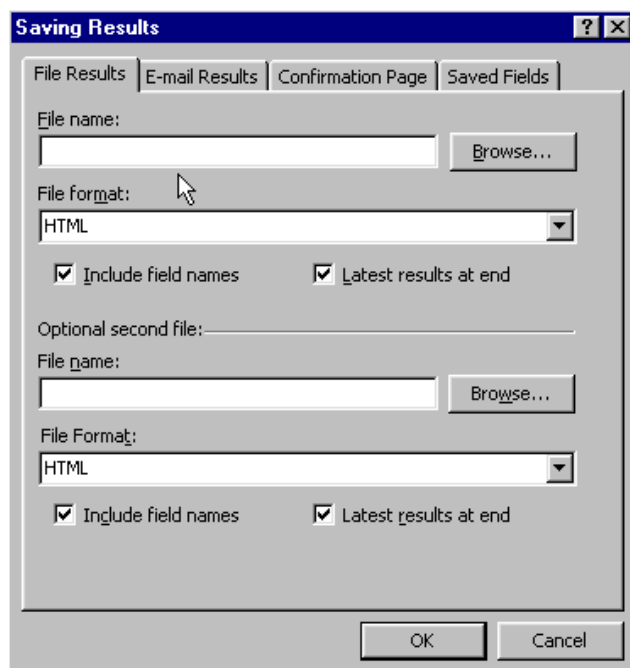 Saving Results
File Results E-mail Results Confirmation Page Saved Fields
File name:
Browse...
File format:
HTML
Include field names Latest results at end
Optional second file:
File name:
Browse...
File Format:
HTML
Include field names Latest results at end
OK Cancel